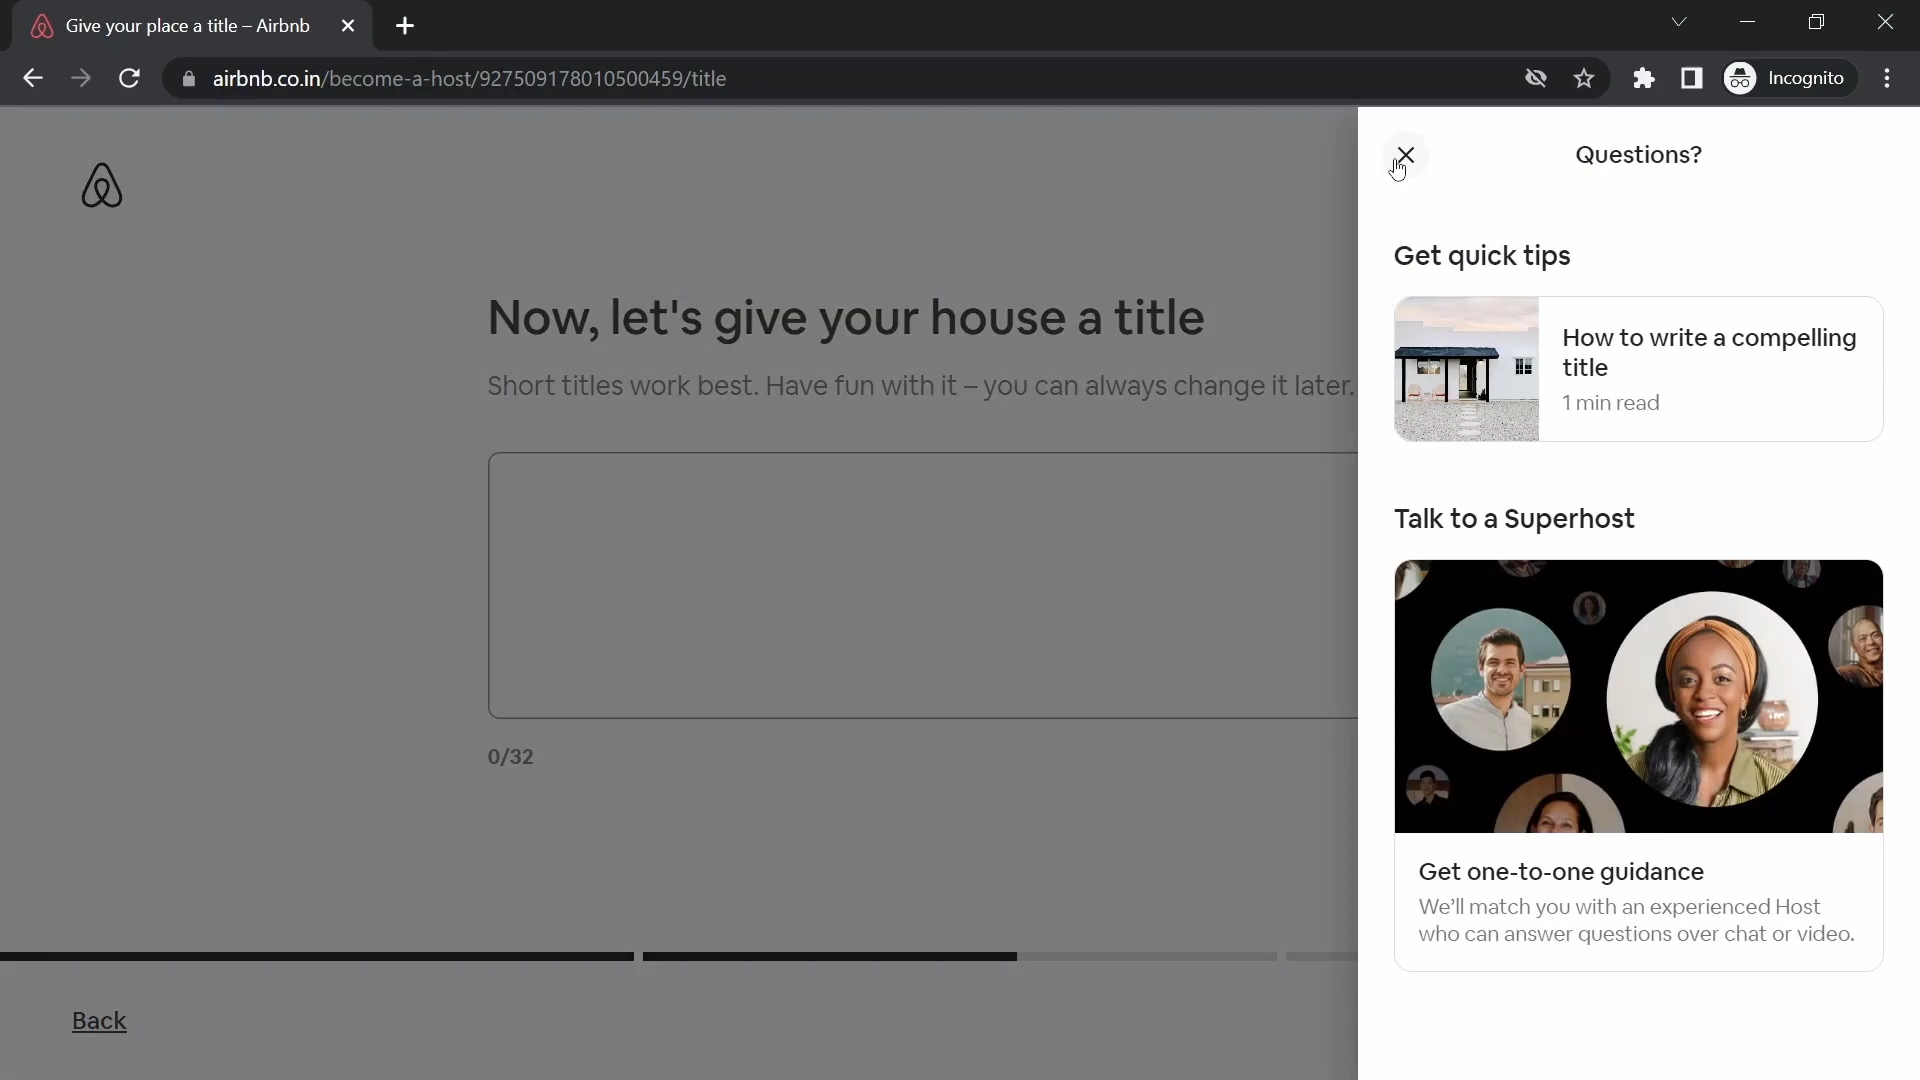 Give your place a title – Airbnb
airbnb.co.in/become-a-host/927509178010500459/title
Incognito
Questions?
Get quick tips
How to write a compelling
title
1 min read
Talk to a Superhost
Get one-to-one guidance
We’ll match you with an experienced Host
who can answer questions over chat or video.
Now, let's give your house a title
Short titles work best. Have fun with it – you can always change it later.
0/32
Back